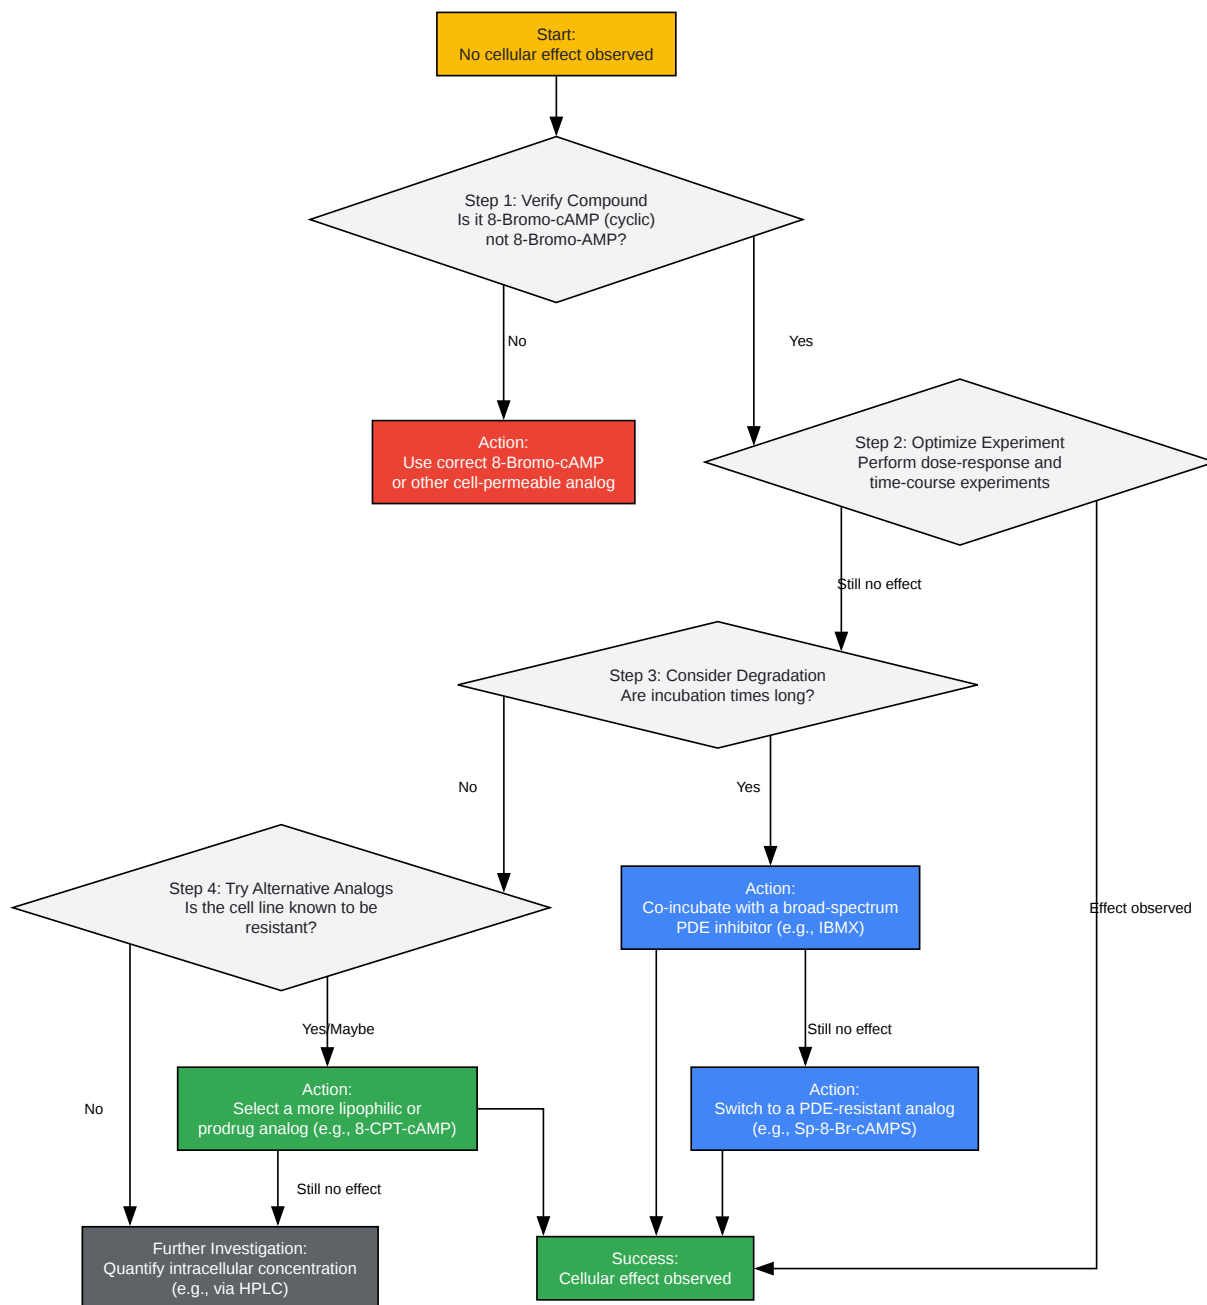 Start:
No cellular effect observed
Step 1: Verify Compound
Is it 8-Bromo-cAMP (cyclic)
not 8-Bromo-AMP?
No
Yes
Action:
Use correct 8-Bromo-cAMP
or other cell-permeable analog
Step 2: Optimize Experiment
Perform dose-response and
time-course experiments
Still no effect
Step 3: Consider Degradation
Are incubation times long?
No
Yes
Step 4: Try Alternative Analogs
Is the cell line known to be
resistant?
Action:
Co-incubate with a broad-spectrum
PDE inhibitor (e.g., IBMX)
Effect observed
Yes/Maybe
Still no effect
No
Action:
Select a more lipophilic or
prodrug analog (e.g., 8-CPT-cAMP)
Action:
Switch to a PDE-resistant analog
(e.g., Sp-8-Br-cAMPS)
Still no effect
Further Investigation:
Quantify intracellular concentration
(e.g., via HPLC)
Success:
Cellular effect observed